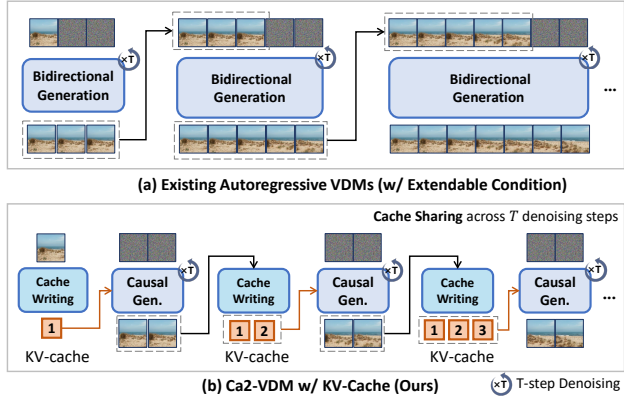 ×T
×T
×T
Bidirectional
Generation
Bidirectional
Generation
Bidirectional
Generation
...
(a) Existing Autoregressive VDMs (w/ Extendable Condition)
Cache Sharing across T denoising steps
×T
×T
×T
Cache
Writing
Causal
Gen.
Cache
Writing
Causal
Gen.
Cache
Writing
Causal
Gen.
...
1
1 2
1 2 3
KV-cache
KV-cache
KV-cache
(b) Ca2-VDM w/ KV-Cache (Ours)
×T T-step Denoising